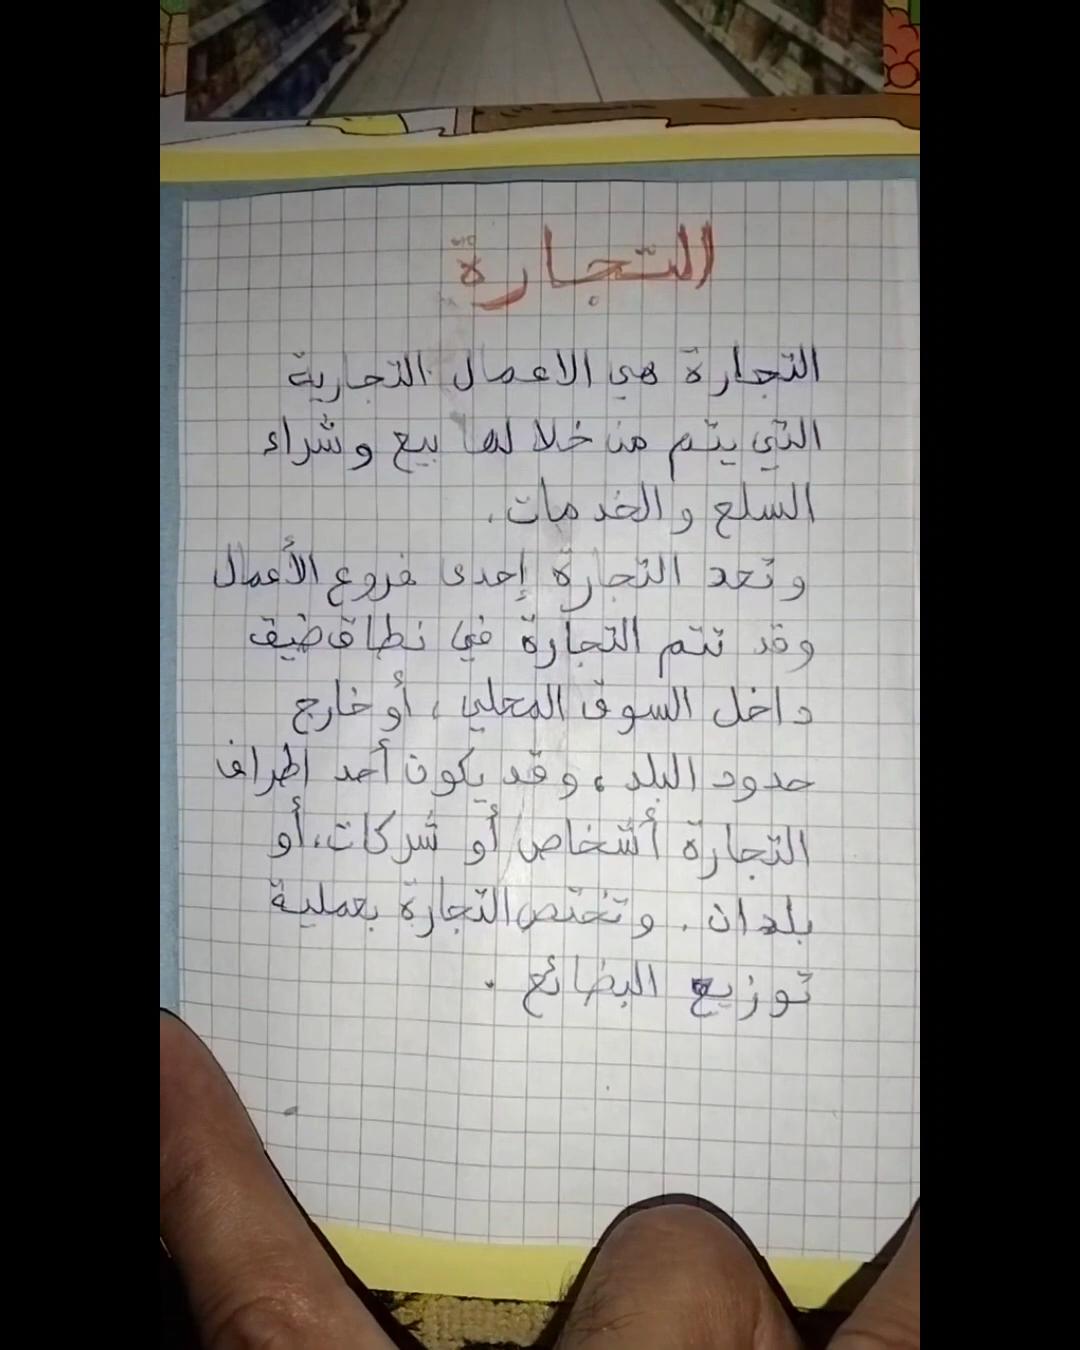 التجارة
التجارة هي الاعمال التجارية
التي يتم من خلالها بيع وشراء
السلع والخدمات.
وتعد التجارة إحدى فروع الأعمال
وقد تتم التجارة في نطاق ضيق
داخل السوق المحلي، أو خارج
حدود البلد، وقد يكون أحد اطراف
التجارة أشخاص أو شركات، أو
بلدان. وتختص التجارة بعملية
توزيع البضائع.